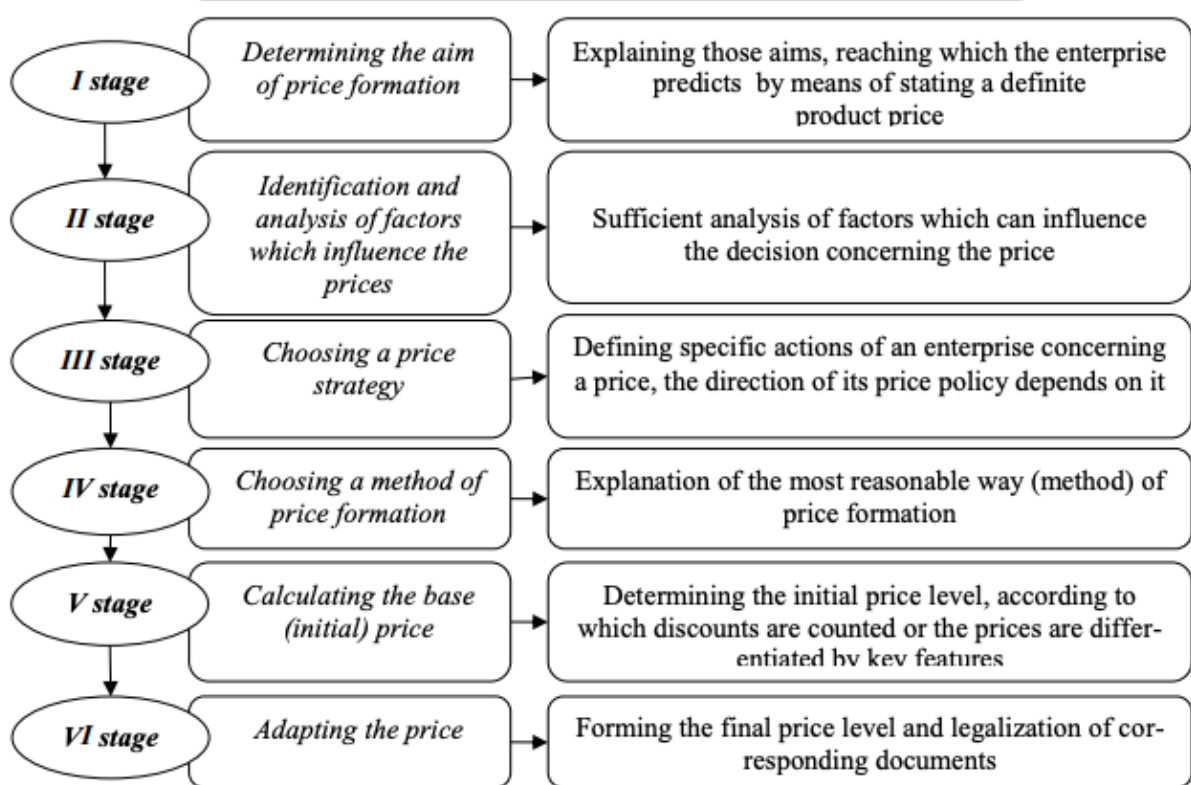 I stage
Determining the aim
of price formation
Explaining those aims, reaching which the enterprise
predicts by means of stating a definite
product price
II stage
Identification and
analysis of factors
which influence the
prices
Sufficient analysis of factors which can influence
the decision concerning the price
III stage
Choosing a price
strategy
Defining specific actions of an enterprise concerning
a price, the direction of its price policy depends on it
IV stage
Choosing a method of
price formation
Explanation of the most reasonable way (method) of
price formation
V stage
Calculating the base
(initial) price
Determining the initial price level, according to
which discounts are counted or the prices are differ-
entiated by key features
VI stage
Adapting the price
Forming the final price level and legalization of cor-
responding documents